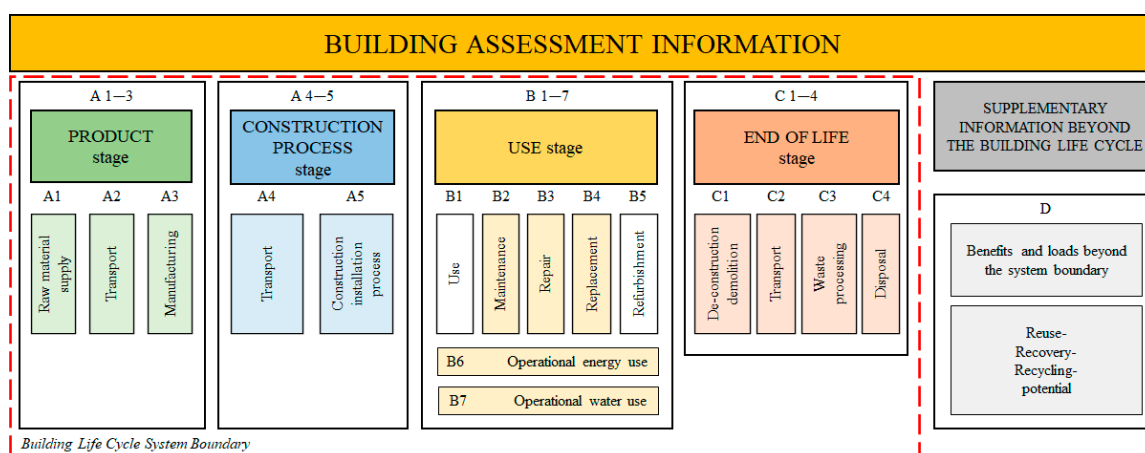 BUILDING ASSESSMENT INFORMATION
A 1—3
PRODUCT
stage
A1
A2
A3
Raw material
supply
Transport
Manufacturing
A 4—5
CONSTRUCTION
PROCESS
stage
A4
A5
Transport
Construction
installation
process
B 1—7
USE stage
B1
B2
B3
B4
B5
Use
Maintenance
Repair
Replacement
Refurbishment
B6 Operational energy use
B7 Operational water use
C 1—4
END OF LIFE
stage
C1
C2
C3
C4
De-construction
demolition
Transport
Waste
processing
Disposal
SUPPLEMENTARY
INFORMATION BEYOND
THE BUILDING LIFE CYCLE
D
Benefits and loads beyond
the system boundary
Reuse-
Recovery-
Recycling-
potential
Building Life Cycle System Boundary